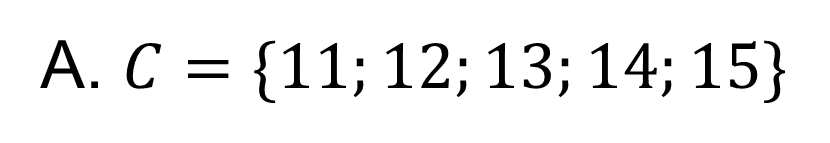 A. C = {11; 12; 13; 14; 15}